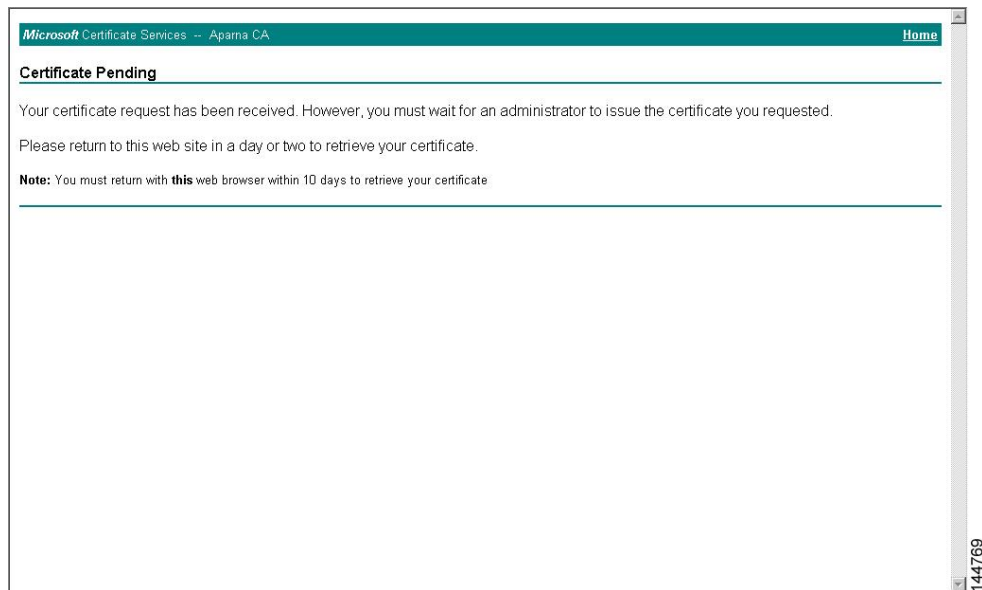 Microsoft Certificate Services -- Aparna CA Home
Certificate Pending
Your certificate request has been received. However, you must wait for an administrator to issue the certificate you requested.
Please return to this web site in a day or two to retrieve your certificate.
Note: You must return with this web browser within 10 days to retrieve your certificate
144769